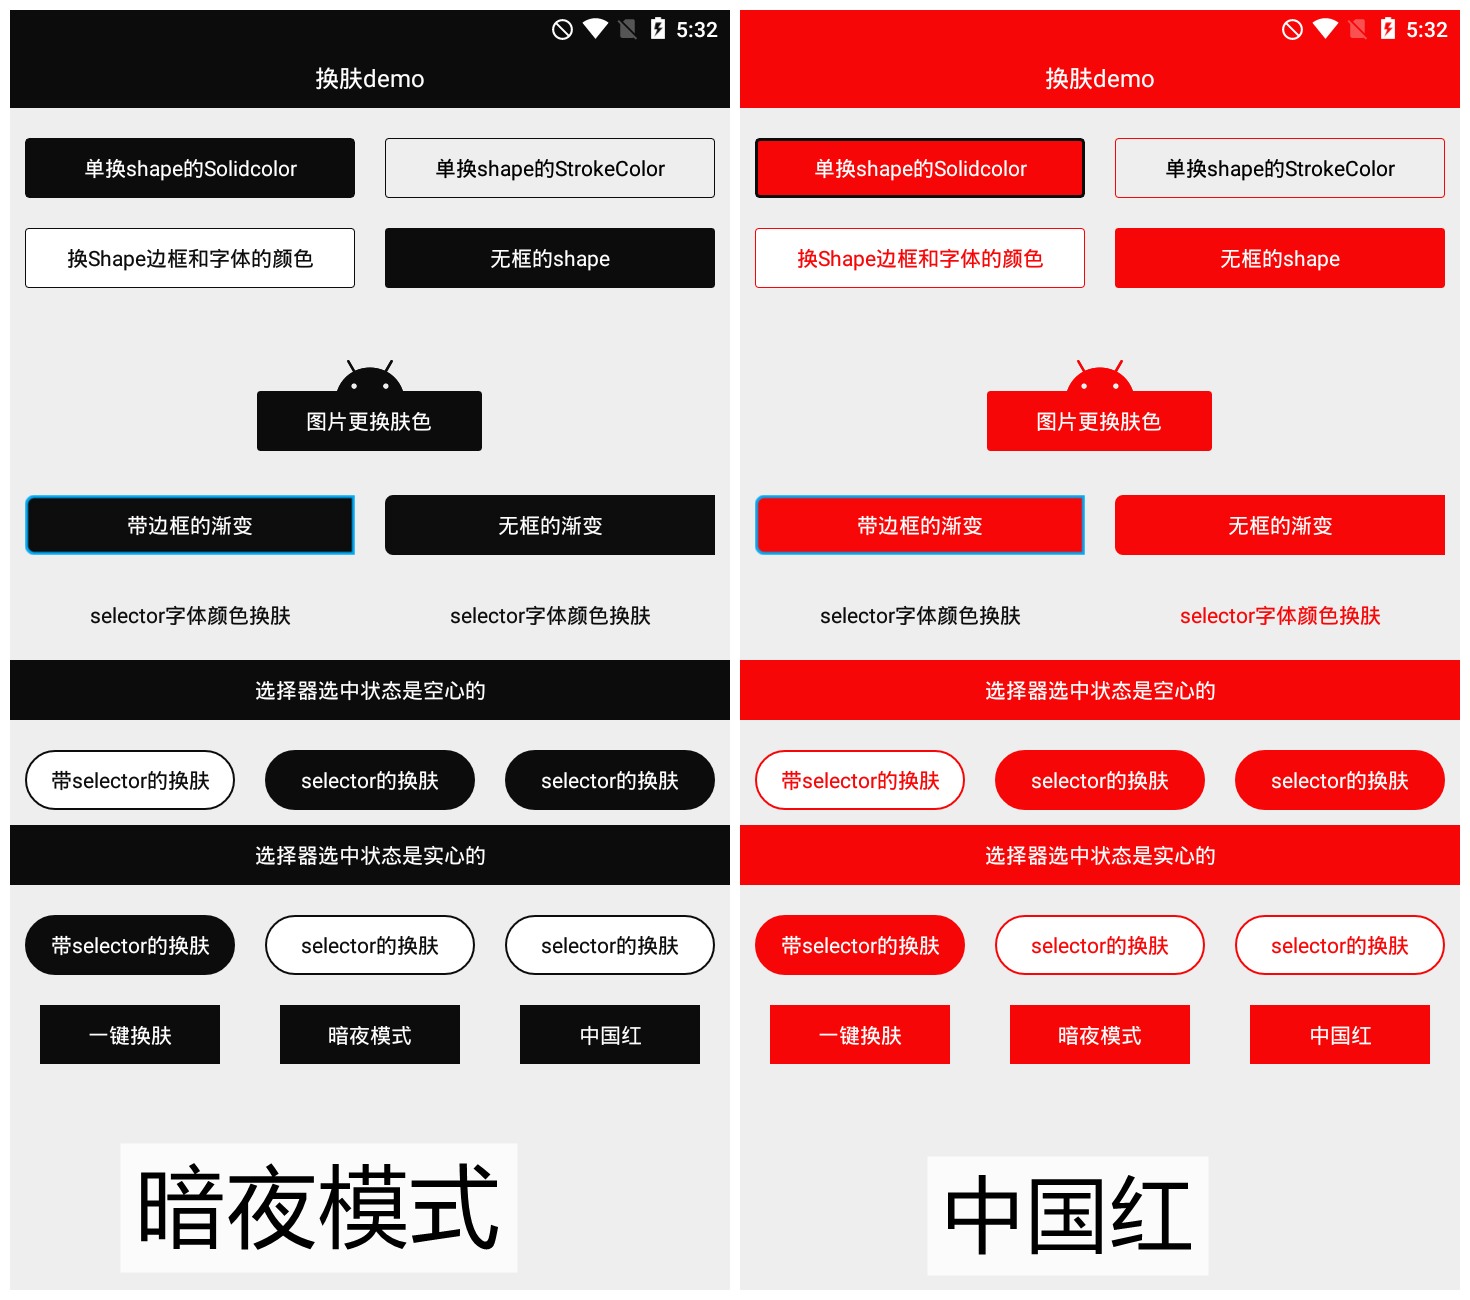 5:32
换肤demo
单换shape的Solidcolor
单换shape的StrokeColor
换Shape边框和字体的颜色
无框的shape
图片更换肤色
带边框的渐变
无框的渐变
selector字体颜色换肤
selector字体颜色换肤
选择器选中状态是空心的
带selector的换肤
selector的换肤
selector的换肤
选择器选中状态是实心的
带selector的换肤
selector的换肤
selector的换肤
一键换肤
暗夜模式
中国红
暗夜模式
5:32
换肤demo
单换shape的Solidcolor
单换shape的StrokeColor
换Shape边框和字体的颜色
无框的shape
图片更换肤色
带边框的渐变
无框的渐变
selector字体颜色换肤
selector字体颜色换肤
选择器选中状态是空心的
带selector的换肤
selector的换肤
selector的换肤
选择器选中状态是实心的
带selector的换肤
selector的换肤
selector的换肤
一键换肤
暗夜模式
中国红
中国红